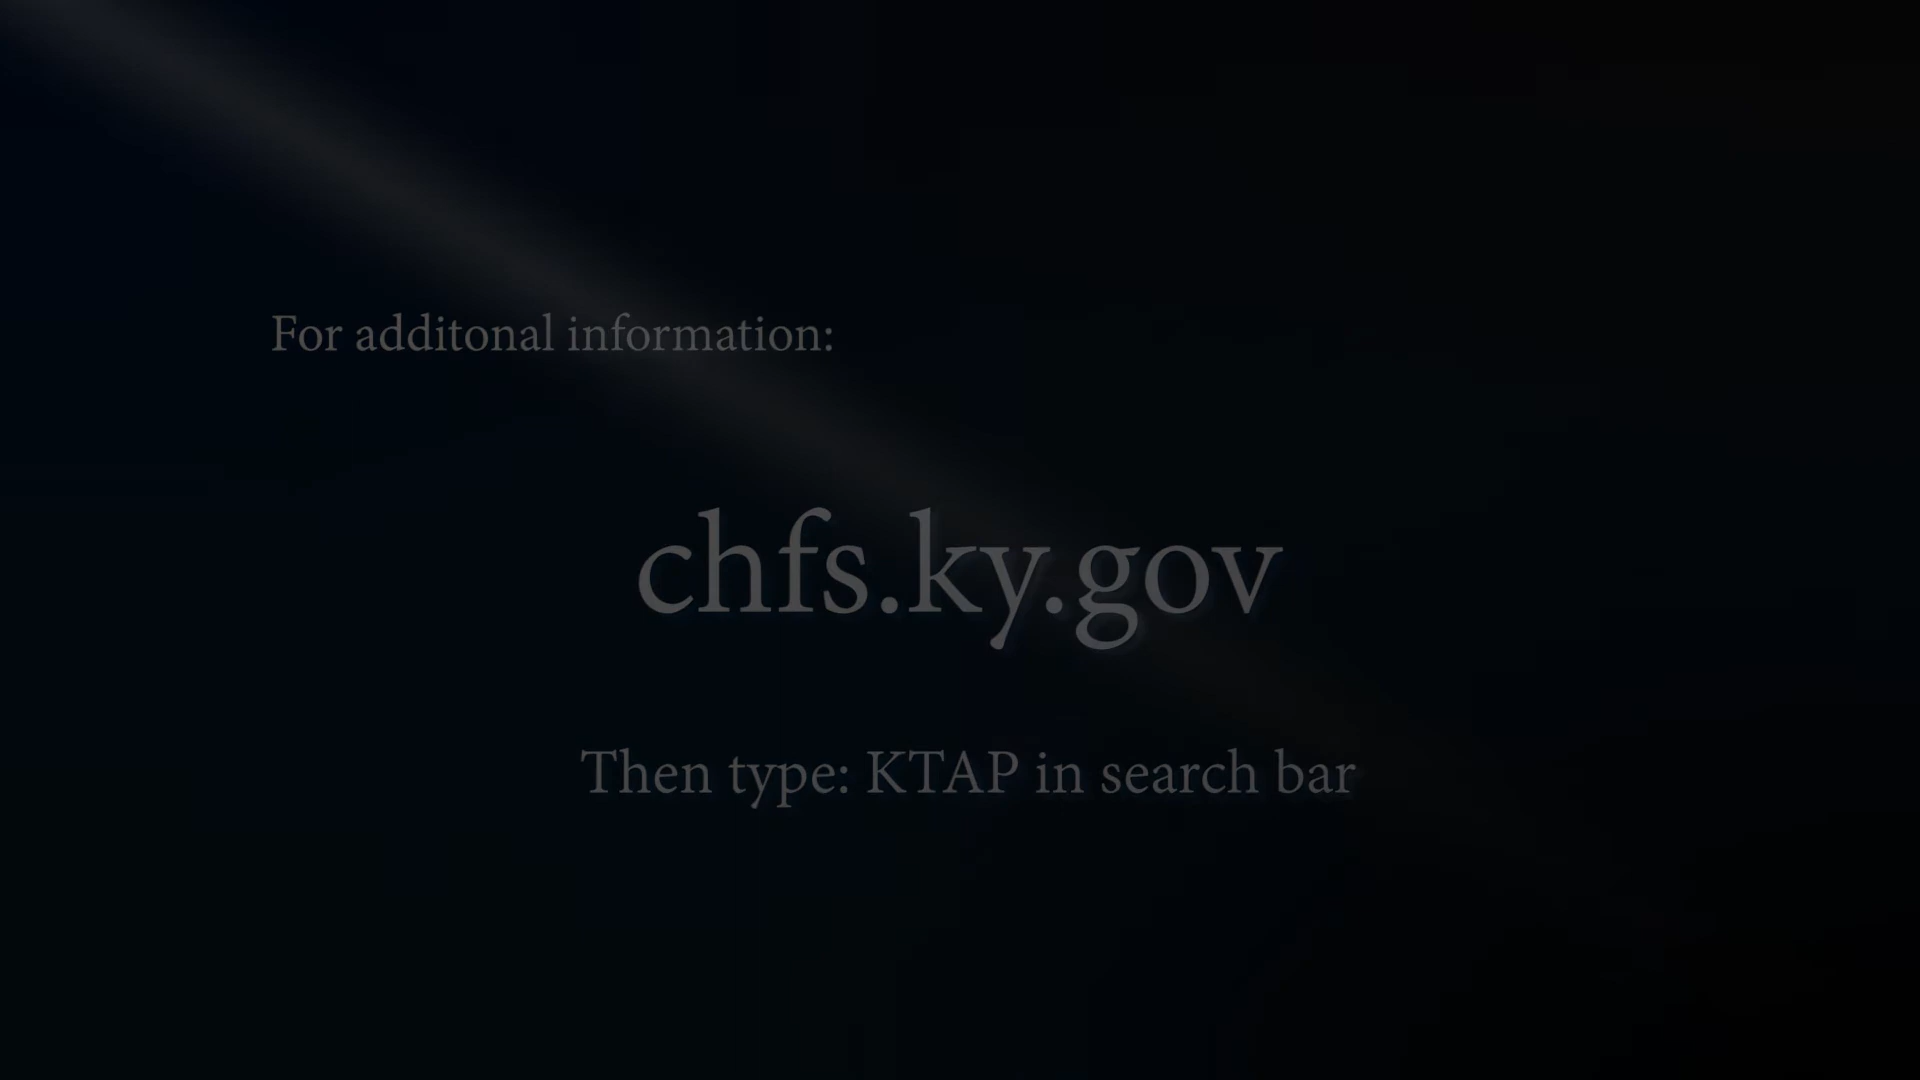 For additonal information:
chfs.ky.gov
Then type: KTAP in search bar